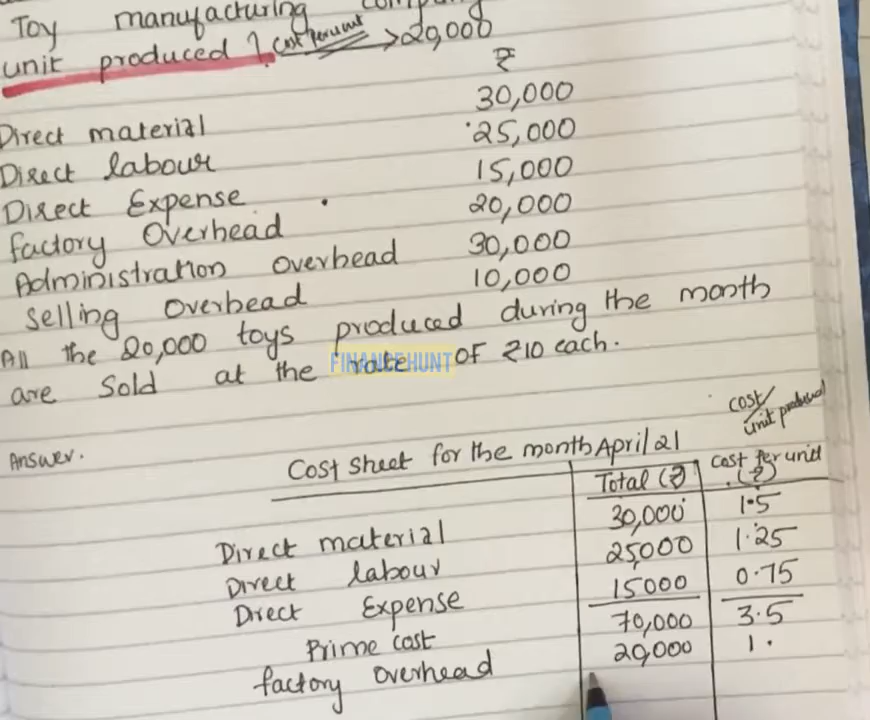 Toy manufacturing
unit produced } Cost per unit > 20,000
₹
Direct material 30,000
Direct labour 25,000
Direct Expense 15,000
factory Overhead 20,000
Administration overhead 30,000
Selling Overhead 10,000
All the 20,000 toys produced during the month
are Sold at the rate OF ₹10 each.
FINANCEHUNT
Answer.
Cost sheet for the month April 21
cost/
unit produced
Total (₹) Cost per unit (₹)
Direct material 30,000 1.5
Direct labour 25,000 1.25
Direct Expense 15000 0.75
Prime cost 70,000 3.5
factory overhead 20,000 1.